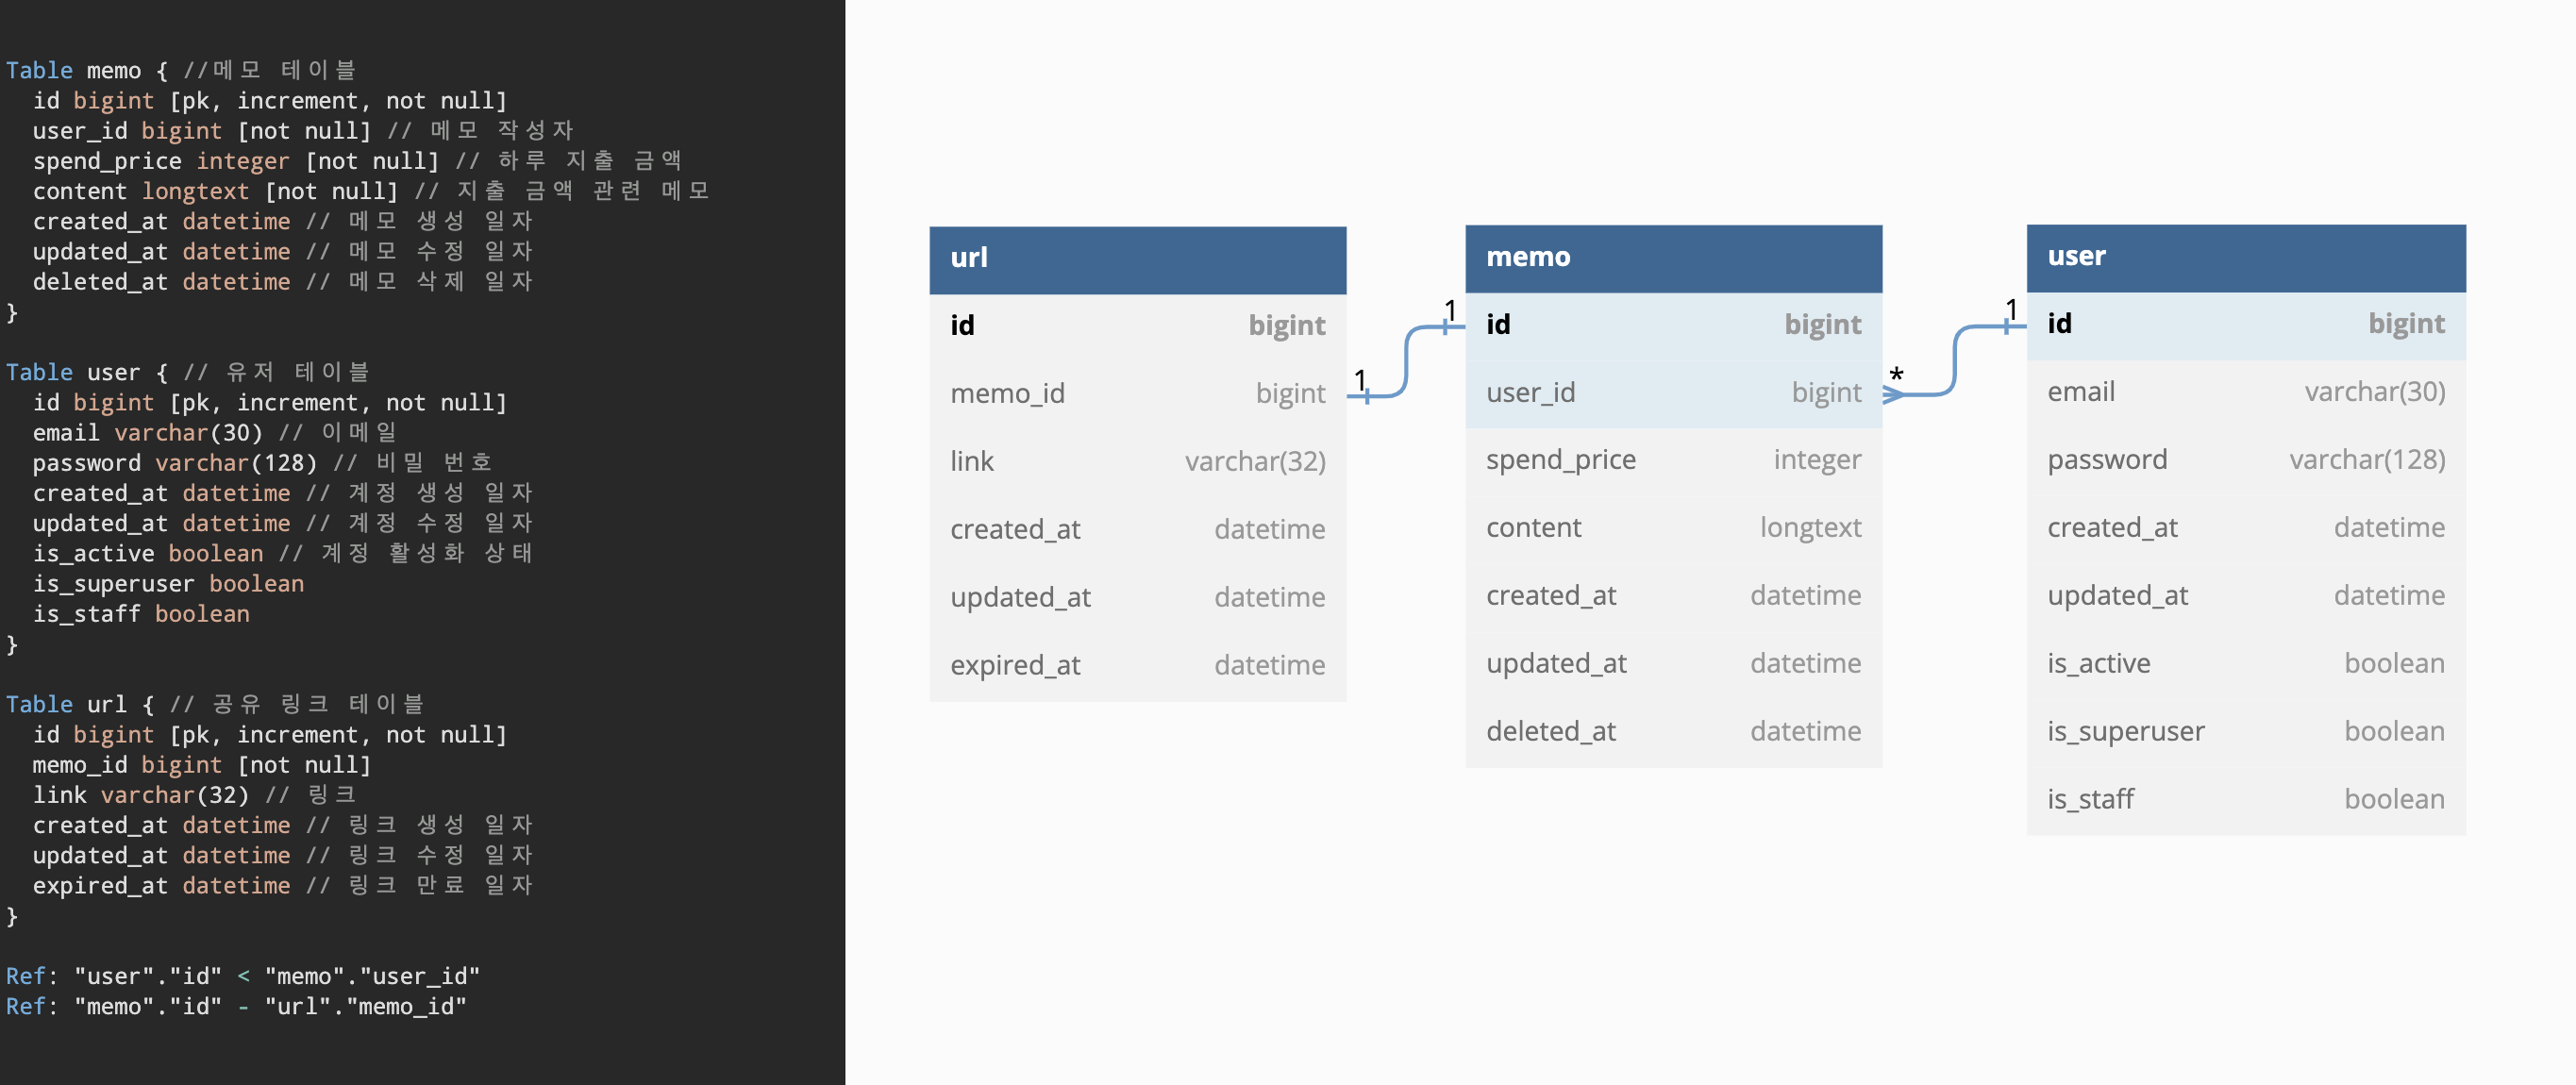 Table memo { //메모 테이블
  id bigint [pk, increment, not null]
  user_id bigint [not null] // 메모 작성자
  spend_price integer [not null] // 하루 지출 금액
  content longtext [not null] // 지출 금액 관련 메모
  created_at datetime // 메모 생성 일자
  updated_at datetime // 메모 수정 일자
  deleted_at datetime // 메모 삭제 일자
}
Table user { // 유저 테이블
  id bigint [pk, increment, not null]
  email varchar(30) // 이메일
  password varchar(128) // 비밀 번호
  created_at datetime // 계정 생성 일자
  updated_at datetime // 계정 수정 일자
  is_active boolean // 계정 활성화 상태
  is_superuser boolean
  is_staff boolean
}
Table url { // 공유 링크 테이블
  id bigint [pk, increment, not null]
  memo_id bigint [not null]
  link varchar(32) // 링크
  created_at datetime // 링크 생성 일자
  updated_at datetime // 링크 수정 일자
  expired_at datetime // 링크 만료 일자
}
Ref: "user"."id" < "memo"."user_id"
Ref: "memo"."id" - "url"."memo_id"
url
id bigint
memo_id bigint
link varchar(32)
created_at datetime
updated_at datetime
expired_at datetime
1
1
memo
id bigint
user_id bigint
spend_price integer
content longtext
created_at datetime
updated_at datetime
deleted_at datetime
*
1
user
id bigint
email varchar(30)
password varchar(128)
created_at datetime
updated_at datetime
is_active boolean
is_superuser boolean
is_staff boolean